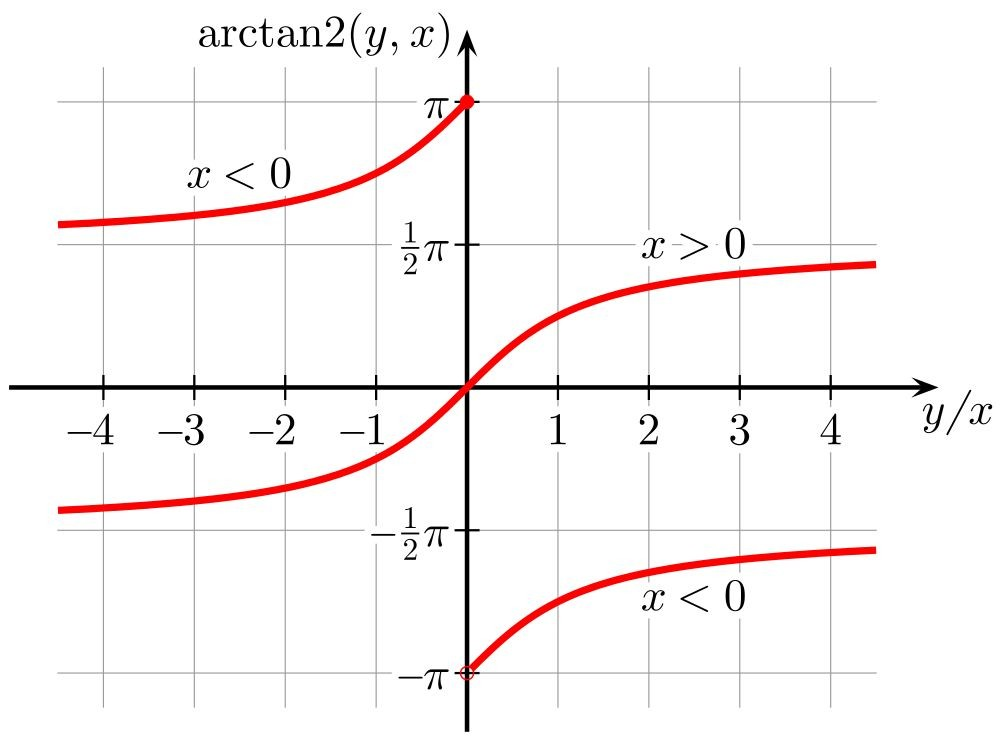 arctan2(y, x)
π
x < 0
½π
x > 0
−4 −3 −2 −1 1 2 3 4
y/x
−½π
x < 0
−π